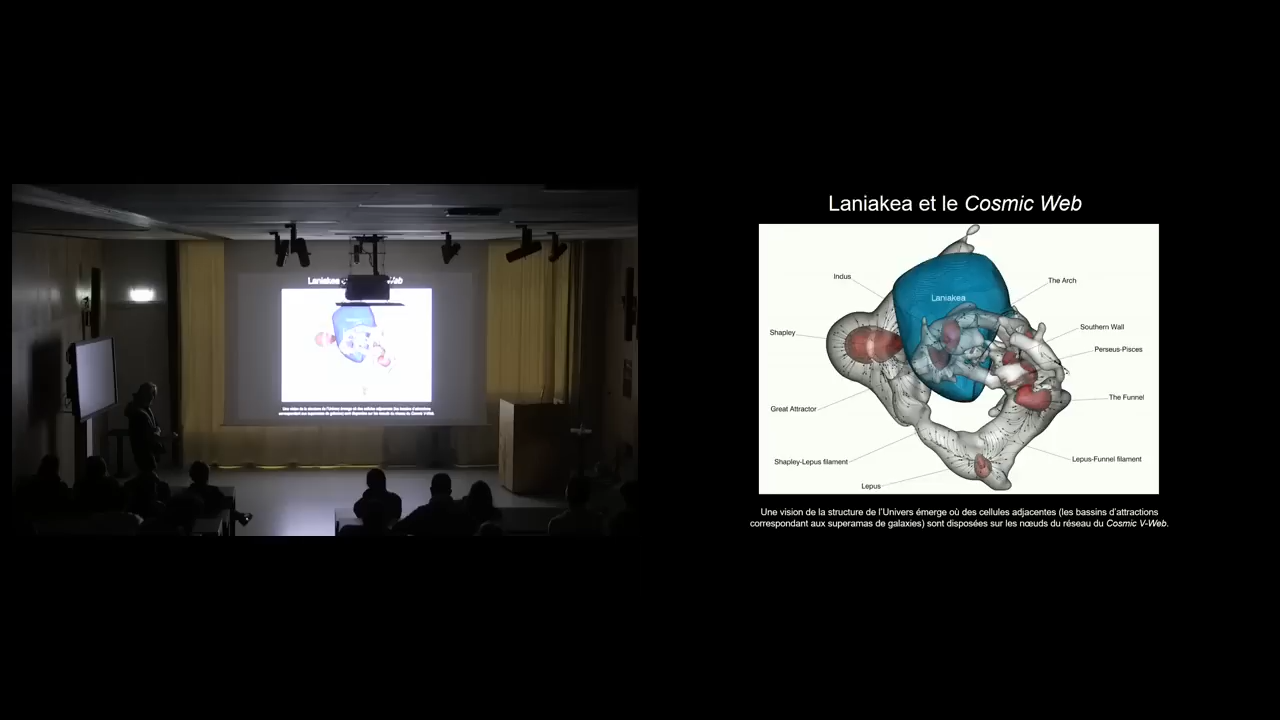 Laniakea et le Cosmic Web
Indus
The Arch
Laniakea
Shapley
Southern Wall
Perseus-Pisces
The Funnel
Great Attractor
Shapley-Lepus filament
Lepus-Funnel filament
Lepus
Une vision de la structure de l'Univers émerge où des cellules adjacentes (les bassins d'attractions
correspondant aux superamas de galaxies) sont disposées sur les nœuds du réseau du Cosmic V-Web.